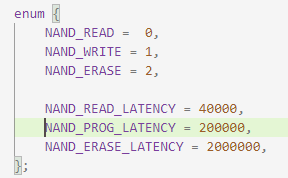 enum {
NAND_READ = 0,
NAND_WRITE = 1,
NAND_ERASE = 2,
NAND_READ_LATENCY = 40000,
NAND_PROG_LATENCY = 200000,
NAND_ERASE_LATENCY = 2000000,
};